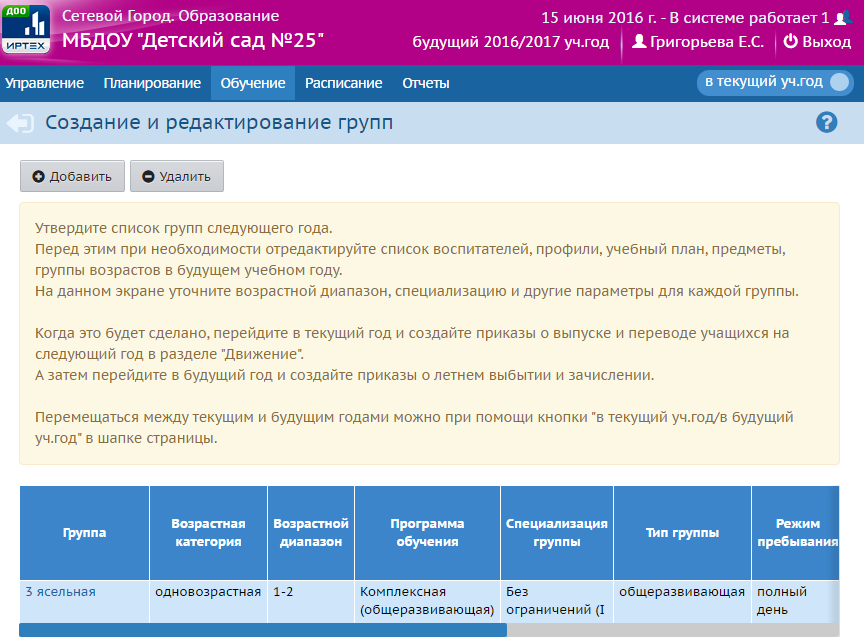 ДОО
ИРТЕХ
Сетевой Город. Образование
МБДОУ "Детский сад №25"
15 июня 2016 г. - В системе работает 1
будущий 2016/2017 уч.год
Григорьева Е.С.
Выход
Управление Планирование Обучение Расписание Отчеты
в текущий уч.год
Создание и редактирование групп
?
Добавить
Удалить
Утвердите список групп следующего года.
Перед этим при необходимости отредактируйте список воспитателей, профили, учебный план, предметы,
группы возрастов в будущем учебном году.
На данном экране уточните возрастной диапазон, специализацию и другие параметры для каждой группы.
Когда это будет сделано, перейдите в текущий год и создайте приказы о выпуске и переводе учащихся на
следующий год в разделе "Движение".
А затем перейдите в будущий год и создайте приказы о летнем выбытии и зачислении.
Перемещаться между текущим и будущим годами можно при помощи кнопки "в текущий уч.год/в будущий
уч.год" в шапке страницы.
Группа
Возрастная
категория
Возрастной
диапазон
Программа
обучения
Специализация
группы
Тип группы
Режим
пребывания
3 ясельная
одновозрастная
1-2
Комплексная
(общеразвивающая)
Без
ограничений (I
общеразвивающая
полный
день